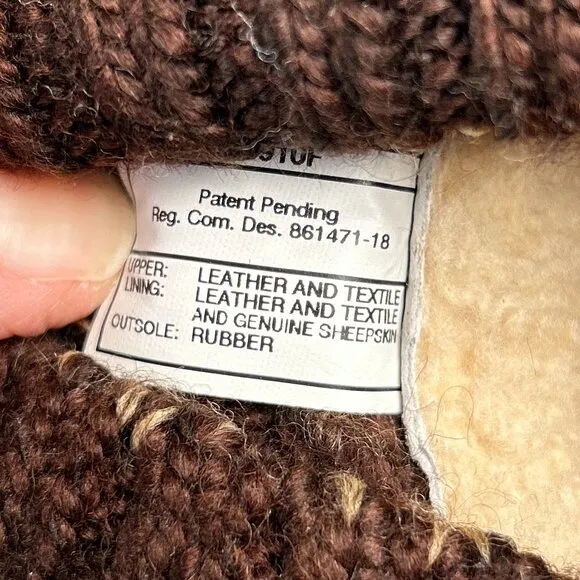 Patent Pending
Reg. Com. Des. 861471-18
UPPER: LEATHER AND TEXTILE
LINING: LEATHER AND TEXTILE
AND GENUINE SHEEPSKIN
OUTSOLE: RUBBER